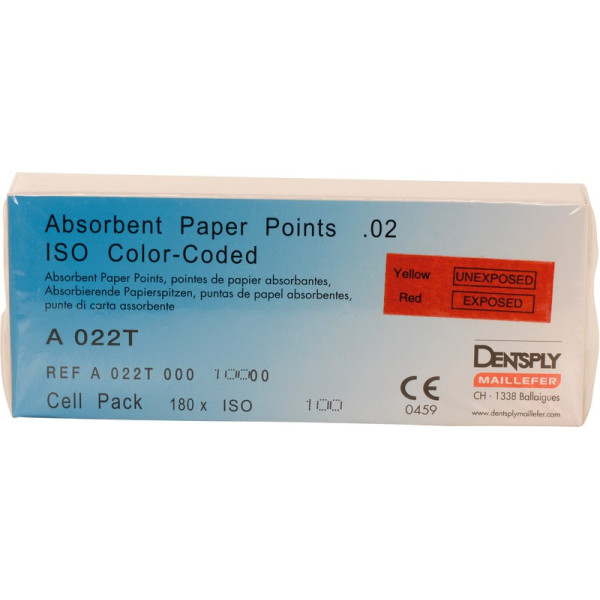 Absorbent Paper Points .02
ISO Color-Coded
Absorbent Paper Points, pointes de papier absorbantes,
Absorbierende Papierspitzen, puntas de papel absorbentes,
punte di carta assorbente
Yellow UNEXPOSED
Red EXPOSED
A 022T
REF A 022T 000 10000
Cell Pack 180 x ISO 100
CE
0459
DENTSPLY
MAILLEFER
CH - 1338 Ballaigues
www.dentsplymaillefer.com